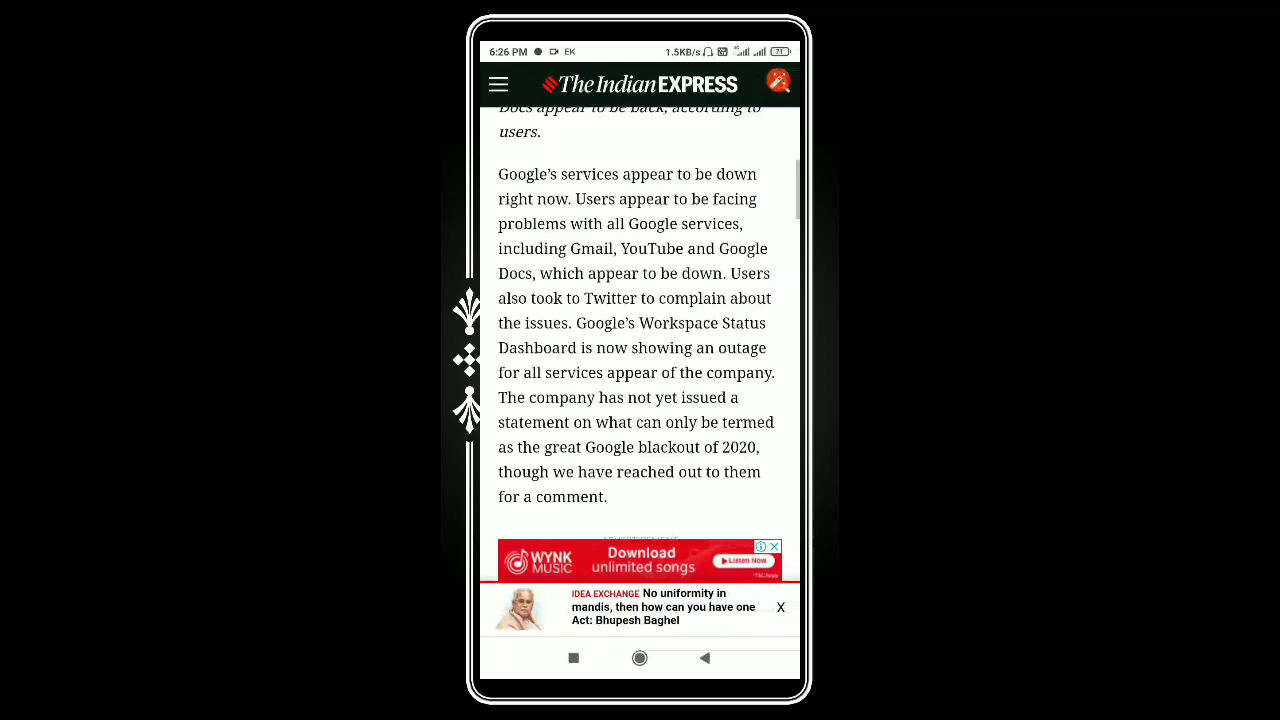 6:26 PM EK 1.5KB/s 4G 71
The Indian EXPRESS
Docs appear to be back, according to
users.
Google’s services appear to be down
right now. Users appear to be facing
problems with all Google services,
including Gmail, YouTube and Google
Docs, which appear to be down. Users
also took to Twitter to complain about
the issues. Google’s Workspace Status
Dashboard is now showing an outage
for all services appear of the company.
The company has not yet issued a
statement on what can only be termed
as the great Google blackout of 2020,
though we have reached out to them
for a comment.
ADVERTISEMENT
WYNK MUSIC Download unlimited songs Listen Now
*T&C Apply
IDEA EXCHANGE No uniformity in
mandis, then how can you have one
Act: Bhupesh Baghel
X